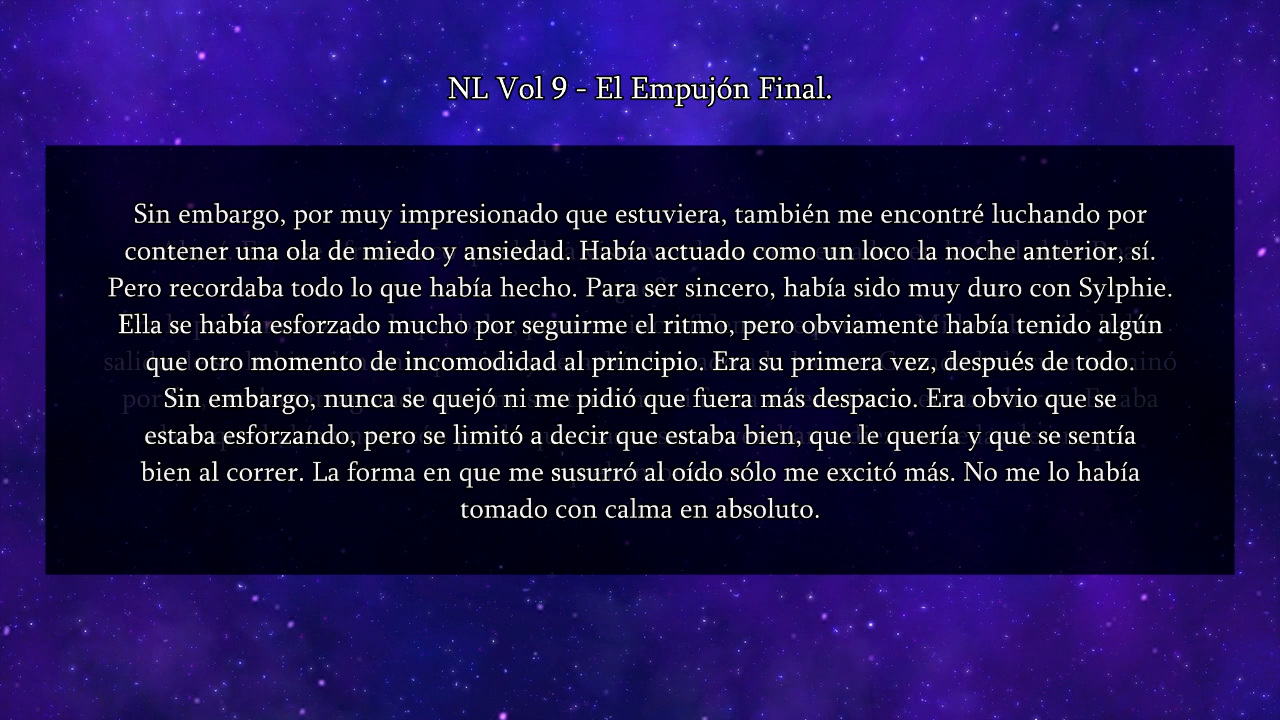 NL Vol 9 - El Empujón Final.
Sin embargo, por muy impresionado que estuviera, también me encontré luchando por
contener una ola de miedo y ansiedad. Había actuado como un loco la noche anterior, sí.
Pero recordaba todo lo que había hecho. Para ser sincero, había sido muy duro con Sylphie.
Ella se había esforzado mucho por seguirme el ritmo, pero obviamente había tenido algún
que otro momento de incomodidad al principio. Era su primera vez, después de todo.
Sin embargo, nunca se quejó ni me pidió que fuera más despacio. Era obvio que se
estaba esforzando, pero se limitó a decir que estaba bien, que le quería y que se sentía
bien al correr. La forma en que me susurró al oído sólo me excitó más. No me lo había
tomado con calma en absoluto.